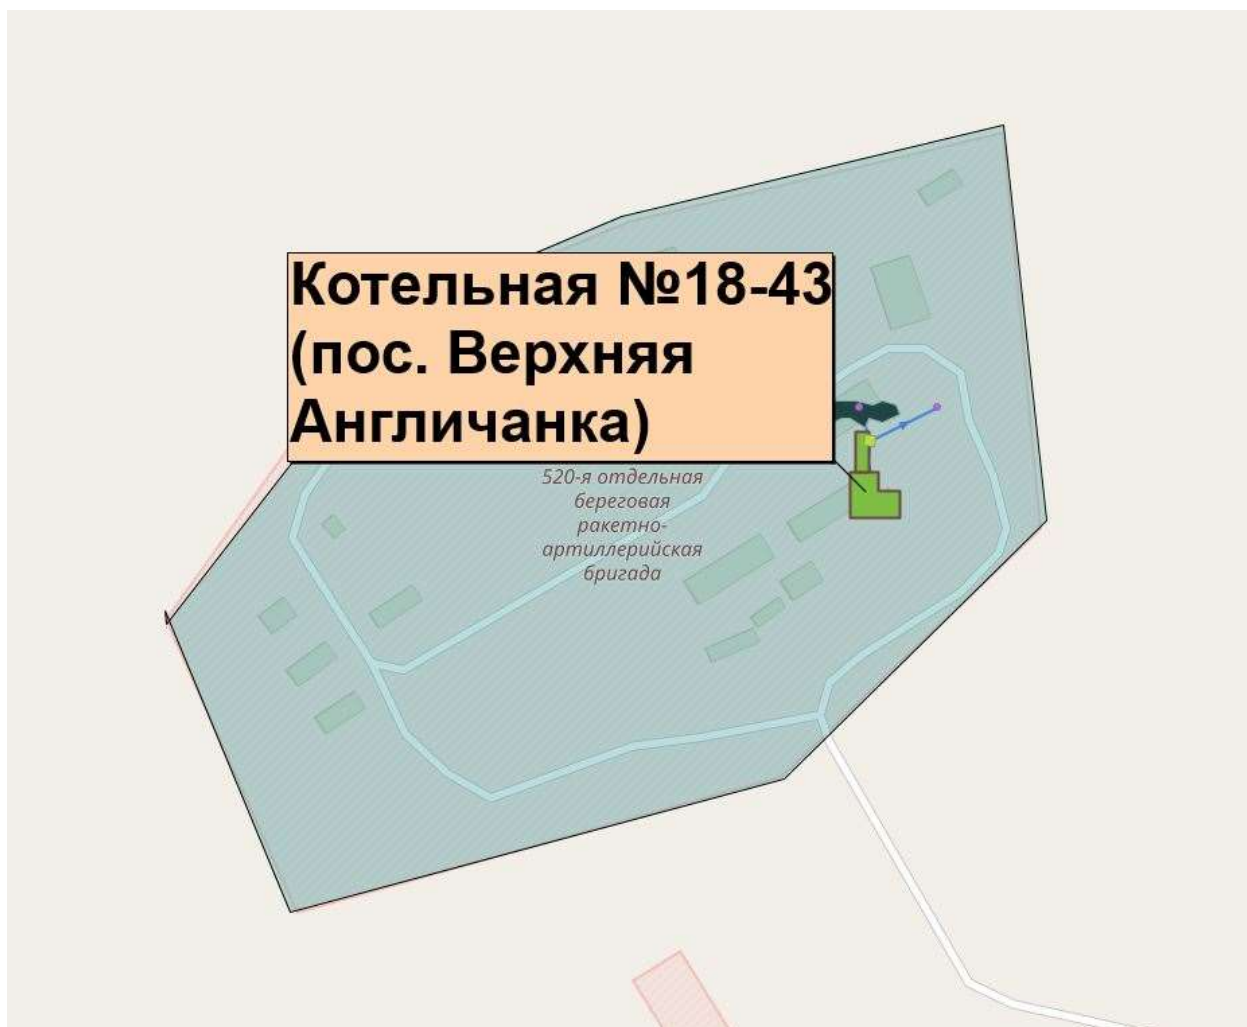 Котельная №18-43
(пос. Верхняя
Англичанка)
520-я отдельная
береговая
ракетно-
артиллерийская
бригада